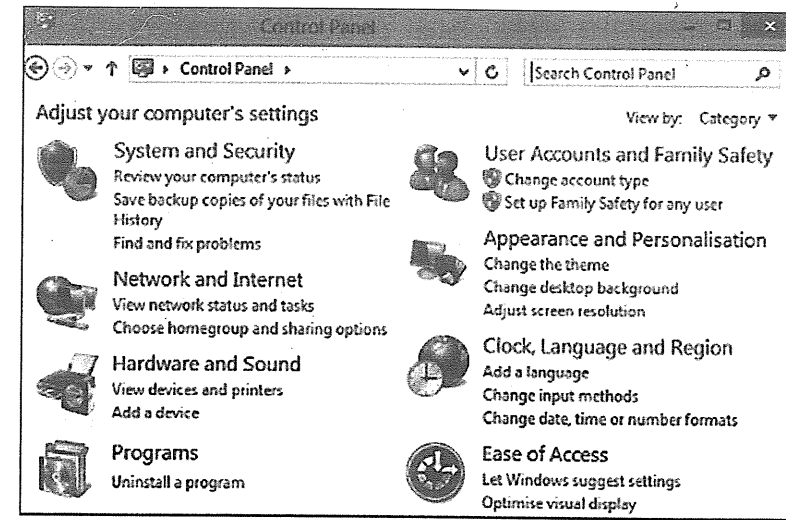 Control Panel
Control Panel
Search Control Panel
Adjust your computer's settings
View by: Category
System and Security
Review your computer's status
Save backup copies of your files with File
History
Find and fix problems
Network and Internet
View network status and tasks
Choose homegroup and sharing options
Hardware and Sound
View devices and printers
Add a device
Programs
Uninstall a program
User Accounts and Family Safety
Change account type
Set up Family Safety for any user
Appearance and Personalisation
Change the theme
Change desktop background
Adjust screen resolution
Clock, Language and Region
Add a language
Change input methods
Change date, time or number formats
Ease of Access
Let Windows suggest settings
Optimise visual display